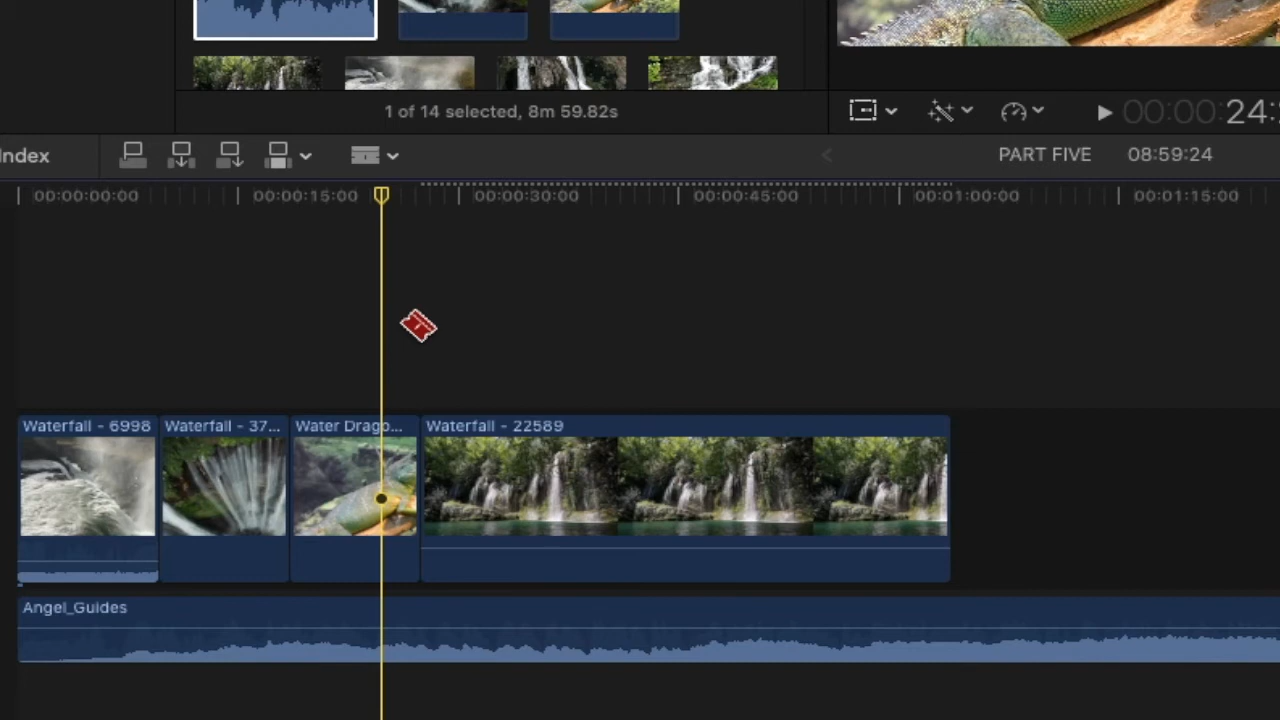 1 of 14 selected, 8m 59.82s
00:00:24:
Index
PART FIVE
08:59:24
00:00:00:00
00:00:15:00
00:00:30:00
00:00:45:00
00:01:00:00
00:01:15:00
Waterfall - 6998
Waterfall - 37...
Water Drago...
Waterfall - 22589
Angel_Guides